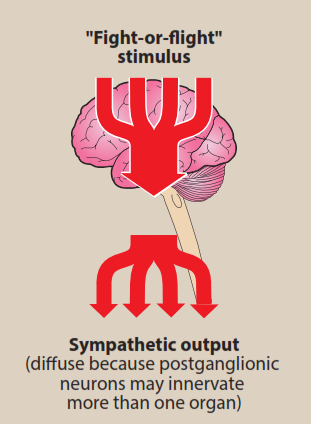 "Fight-or-flight"
stimulus
Sympathetic output
(diffuse because postganglionic
neurons may innervate
more than one organ)